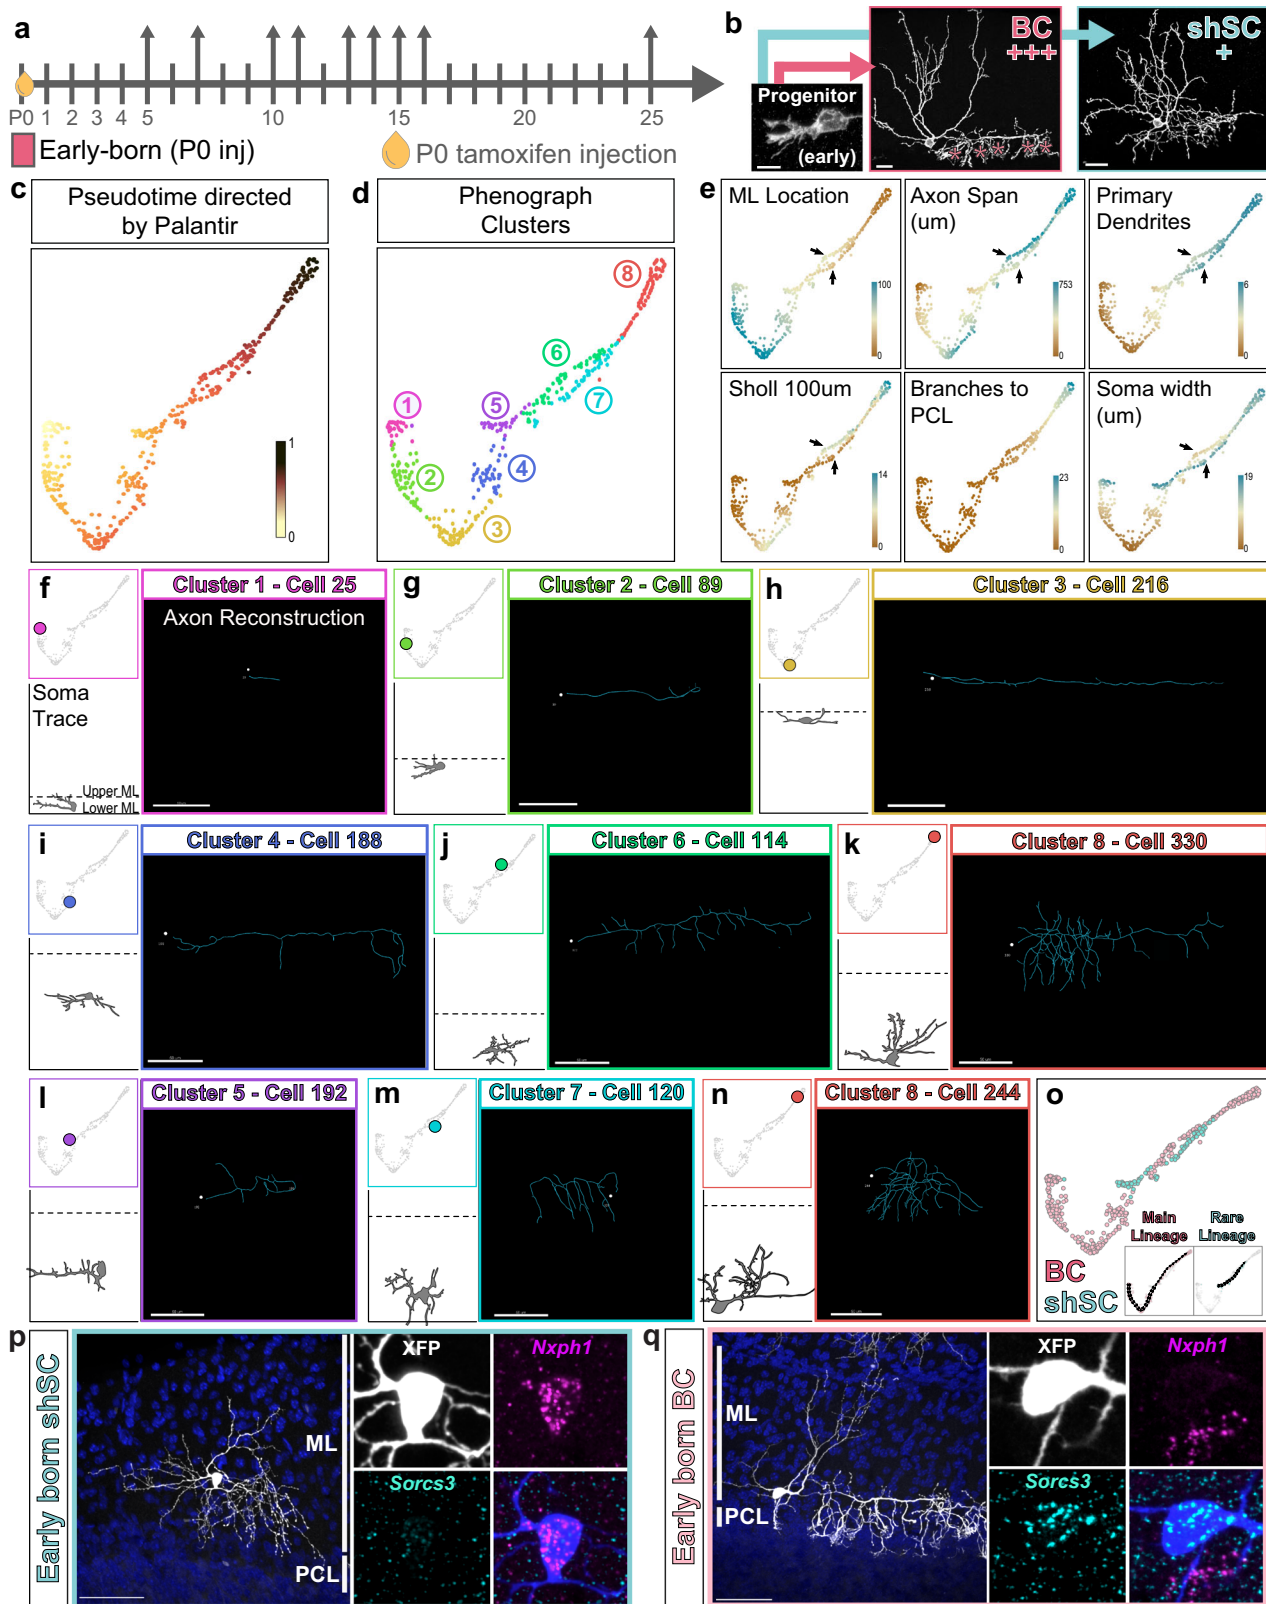 a
P0 1 2 3 4 5 10 15 20 25
Early-born (P0 inj)
P0 tamoxifen injection
b
Progenitor
(early)
BC
+++
* * * * *
shSC
+
c
Pseudotime directed
by Palantir
1
0
d
Phenograph
Clusters
1
2
3
4
5
6
7
8
e
ML Location
100
0
Axon Span
(um)
753
0
Primary
Dendrites
6
0
Sholl 100um
14
0
Branches to
PCL
23
0
Soma width
(um)
19
0
f
Cluster 1 - Cell 25
Axon Reconstruction
Soma
Trace
Upper ML
Lower ML
g
Cluster 2 - Cell 89
h
Cluster 3 - Cell 216
i
Cluster 4 - Cell 188
j
Cluster 6 - Cell 114
k
Cluster 8 - Cell 330
l
Cluster 5 - Cell 192
m
Cluster 7 - Cell 120
n
Cluster 8 - Cell 244
o
Main
Lineage
Rare
Lineage
BC
shSC
p
Early born shSC
ML
PCL
XFP
Nxph1
Sorcs3
q
Early born BC
ML
PCL
XFP
Nxph1
Sorcs3